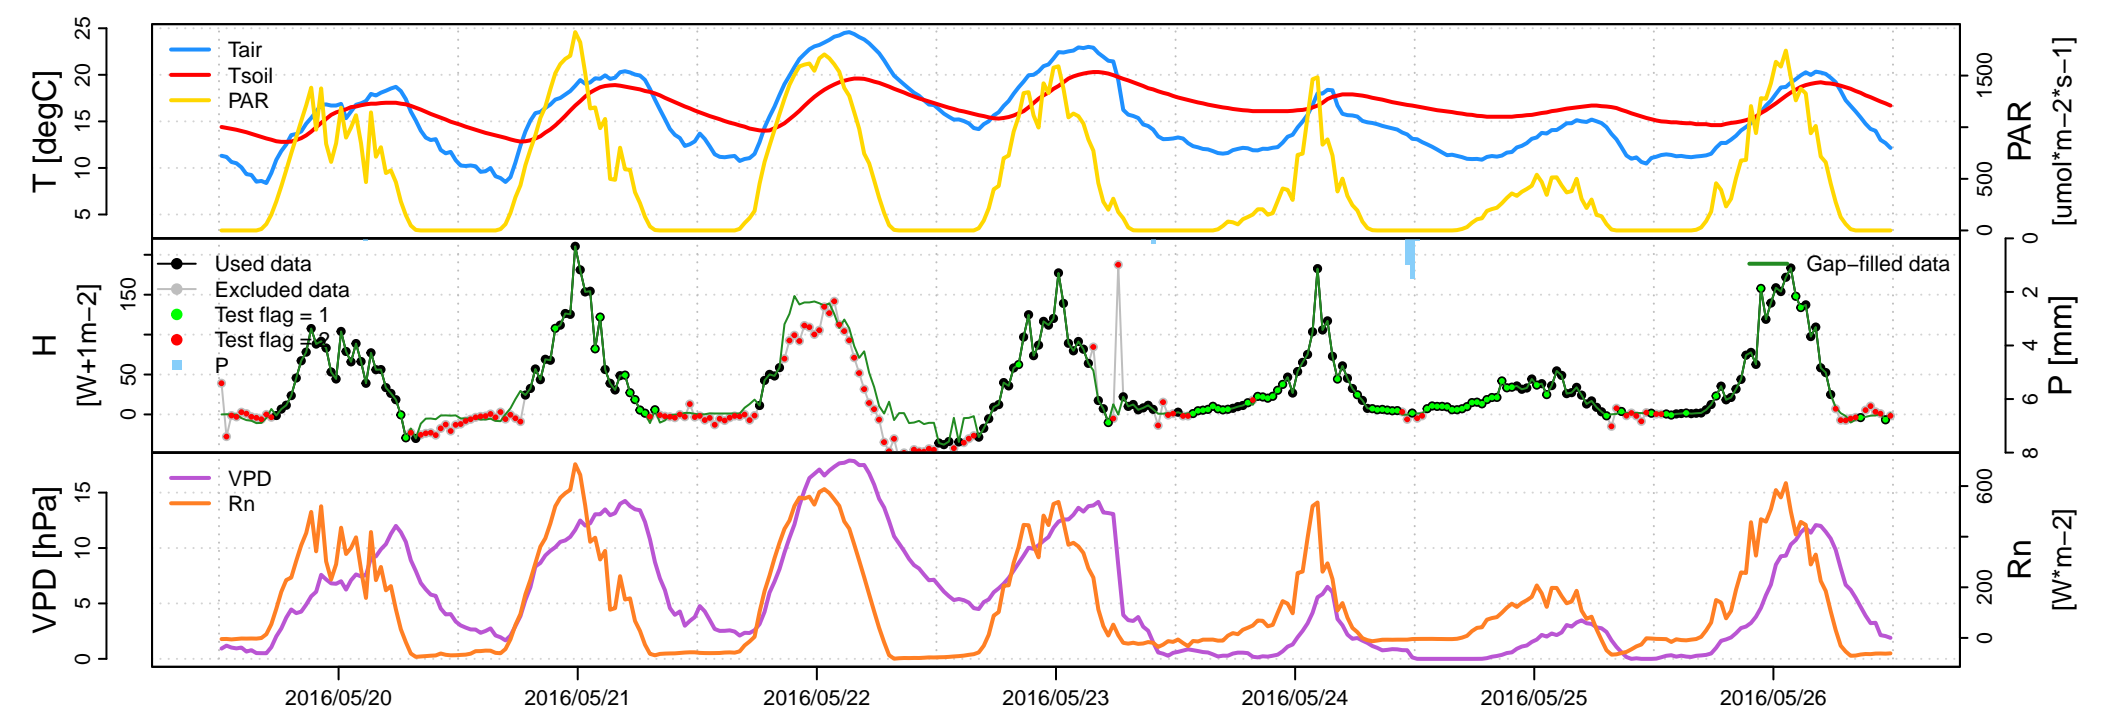 T [degC]
25
20
15
10
5
Tair
Tsoil
PAR
1500
500
0
PAR
[umol*m−2*s−1]
H
[W+1m−2]
150
50
0
Used data
Excluded data
Test flag = 1
Test flag = 2
P
Gap−filled data
0
2
4
6
8
P [mm]
VPD [hPa]
15
10
5
0
VPD
Rn
600
200
0
Rn
[W*m−2]
2016/05/20
2016/05/21
2016/05/22
2016/05/23
2016/05/24
2016/05/25
2016/05/26